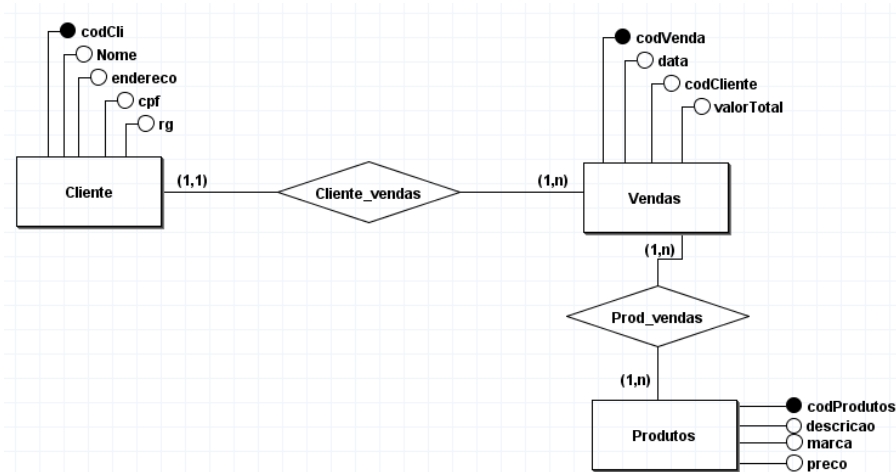 codCli
Nome
endereco
cpf
rg
Cliente
(1,1)
Cliente_vendas
(1,n)
codVenda
data
codCliente
valorTotal
Vendas
(1,n)
Prod_vendas
(1,n)
Produtos
codProdutos
descricao
marca
preco